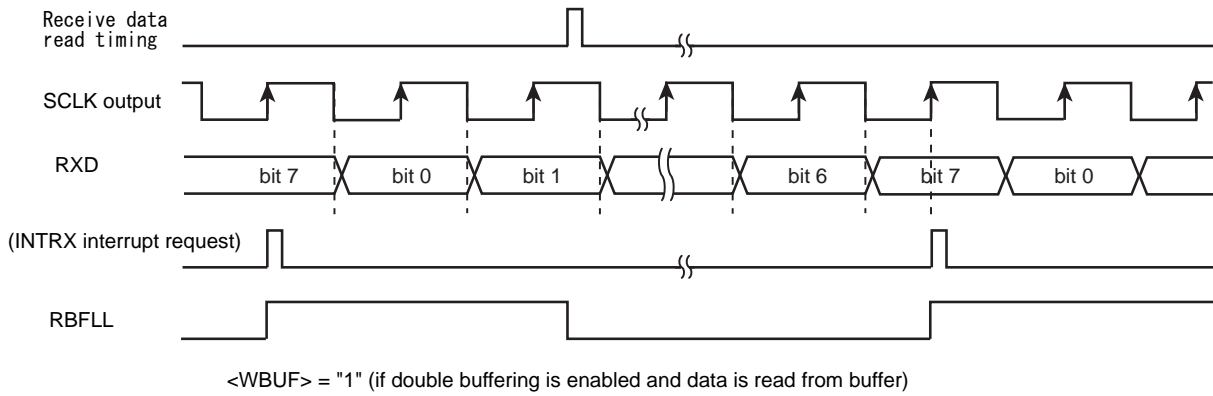 Receive data
read timing
SCLK output
RXD
bit 7 bit 0 bit 1 bit 6 bit 7 bit 0
(INTRX interrupt request)
RBFLL
<WBUF> = "1" (if double buffering is enabled and data is read from buffer)